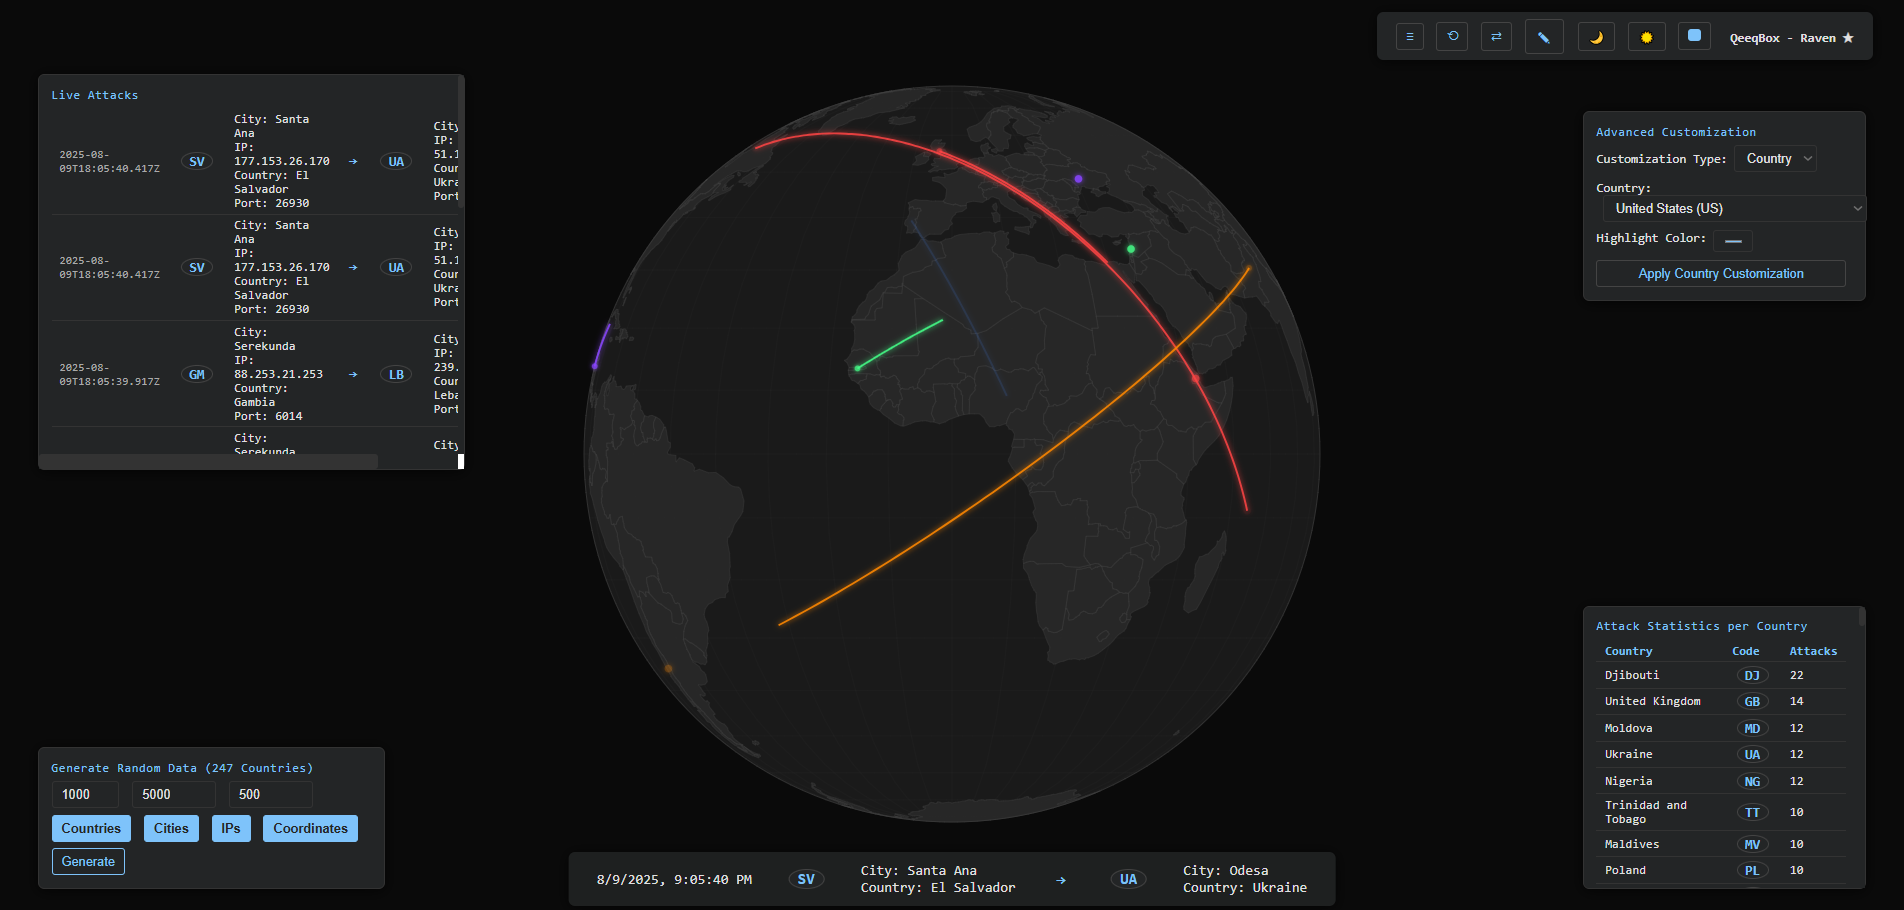 QeeqBox - Raven ★
Live Attacks
2025-08-
09T18:05:40.417Z
SV
City: Santa
Ana
IP:
177.153.26.170
Country: El
Salvador
Port: 26930
→
UA
City
IP:
51.1
Coun
Ukra
Port
2025-08-
09T18:05:40.417Z
SV
City: Santa
Ana
IP:
177.153.26.170
Country: El
Salvador
Port: 26930
→
UA
City
IP:
51.1
Coun
Ukra
Port
2025-08-
09T18:05:39.917Z
GM
City:
Serekunda
IP:
88.253.21.253
Country:
Gambia
Port: 6014
→
LB
City
IP:
239.
Coun
Leba
Port
City:
Serekunda
City
Advanced Customization
Customization Type: Country
Country:
United States (US)
Highlight Color:
Apply Country Customization
Attack Statistics per Country
Country Code Attacks
Djibouti DJ 22
United Kingdom GB 14
Moldova MD 12
Ukraine UA 12
Nigeria NG 12
Trinidad and
Tobago TT 10
Maldives MV 10
Poland PL 10
Generate Random Data (247 Countries)
1000 5000 500
Countries Cities IPs Coordinates
Generate
8/9/2025, 9:05:40 PM
SV
City: Santa Ana
Country: El Salvador
→
UA
City: Odesa
Country: Ukraine